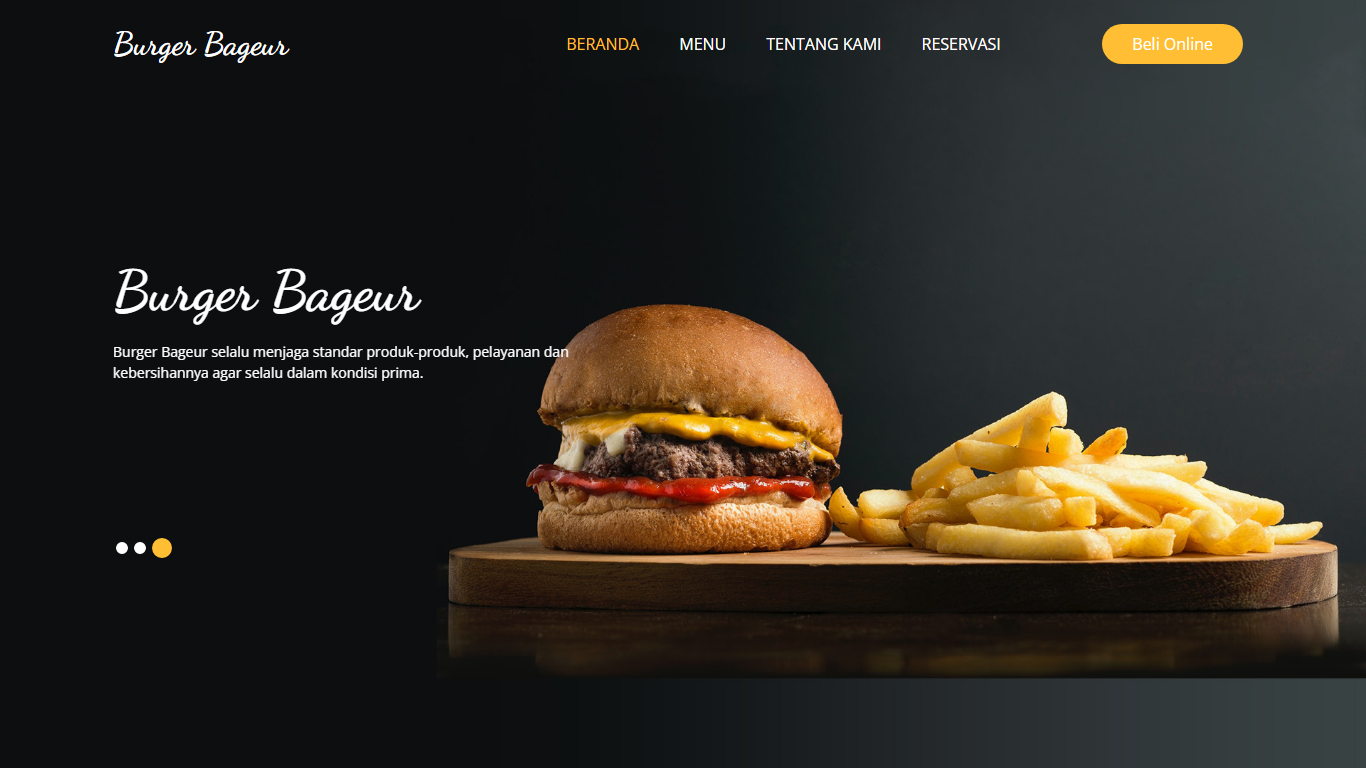 Burger Bageur
BERANDA MENU TENTANG KAMI RESERVASI
Beli Online
Burger Bageur
Burger Bageur selalu menjaga standar produk-produk, pelayanan dan
kebersihannya agar selalu dalam kondisi prima.